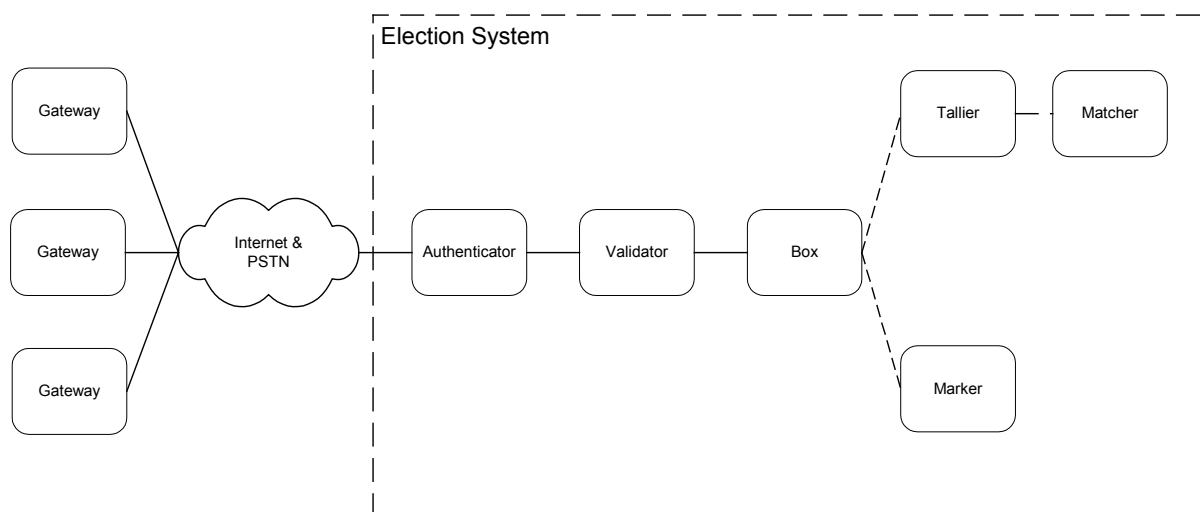 Election System
Gateway
Tallier
Matcher
Gateway
Internet &
PSTN
Authenticator
Validator
Box
Gateway
Marker